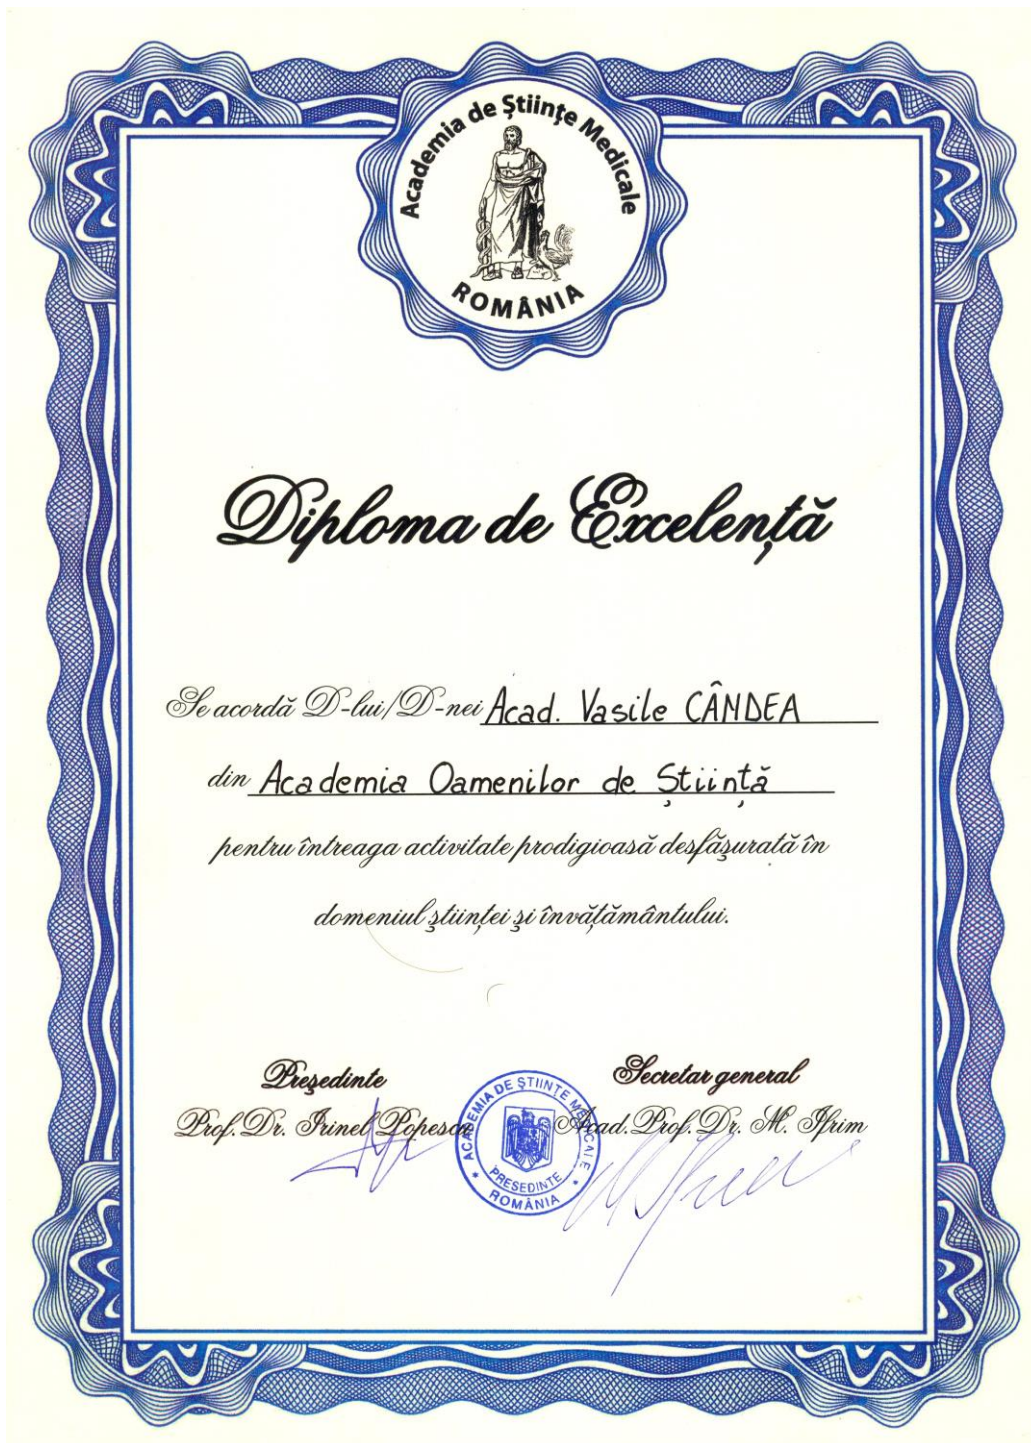 Academia de Științe Medicale
ROMÂNIA
Diploma de Excelență
Se acordă D-lui/D-nei Acad. Vasile CÂNDEA
din Academia Oamenilor de Știință
pentru întreaga activitate prodigioasă desfășurată în
domeniul științei și învățământului.
Președinte
Secretar general
Prof. Dr. Irinel Popescu
Acad. Prof. Dr. M. Ifrim
ACADEMIA DE ȘTIINȚE MEDICALE
PRESEDINTE
ROMÂNIA